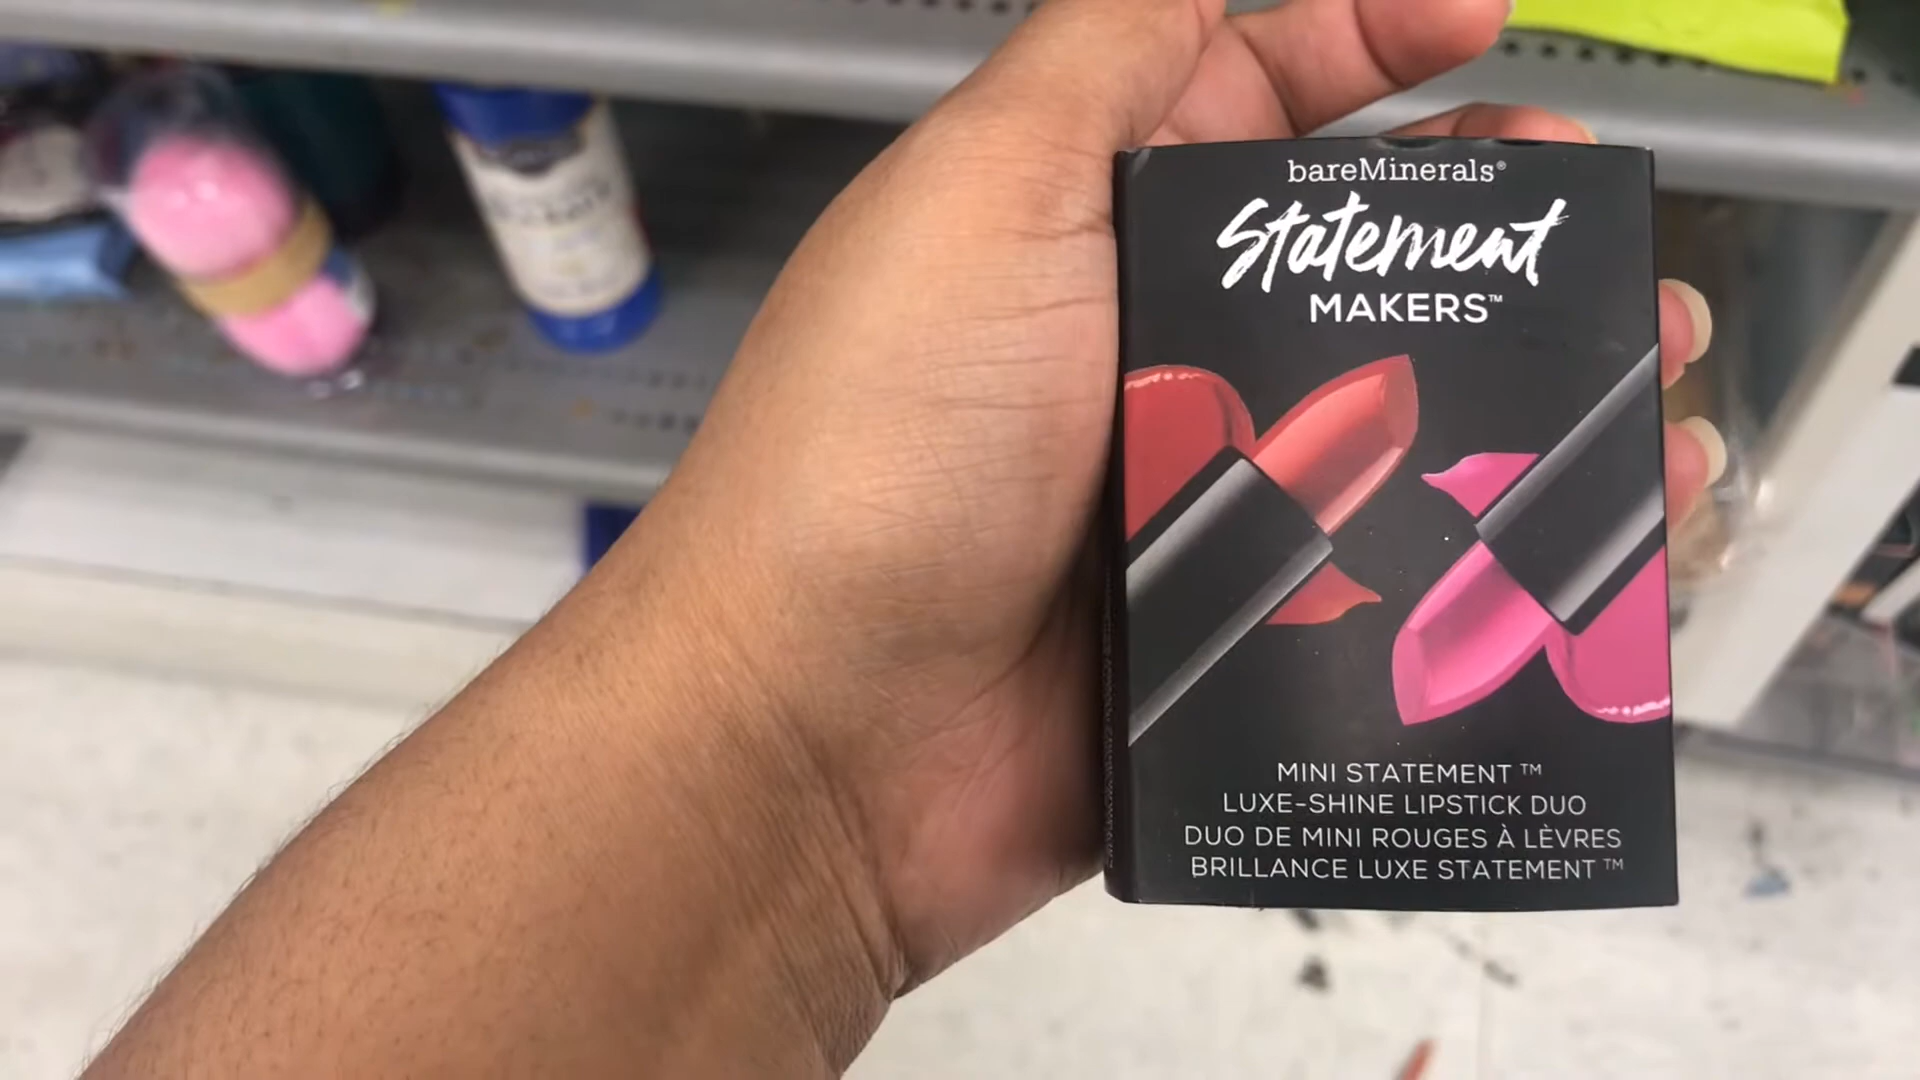 bareMinerals®
Statement
MAKERS™
MINI STATEMENT ™
LUXE-SHINE LIPSTICK DUO
DUO DE MINI ROUGES À LÈVRES
BRILLANCE LUXE STATEMENT ™